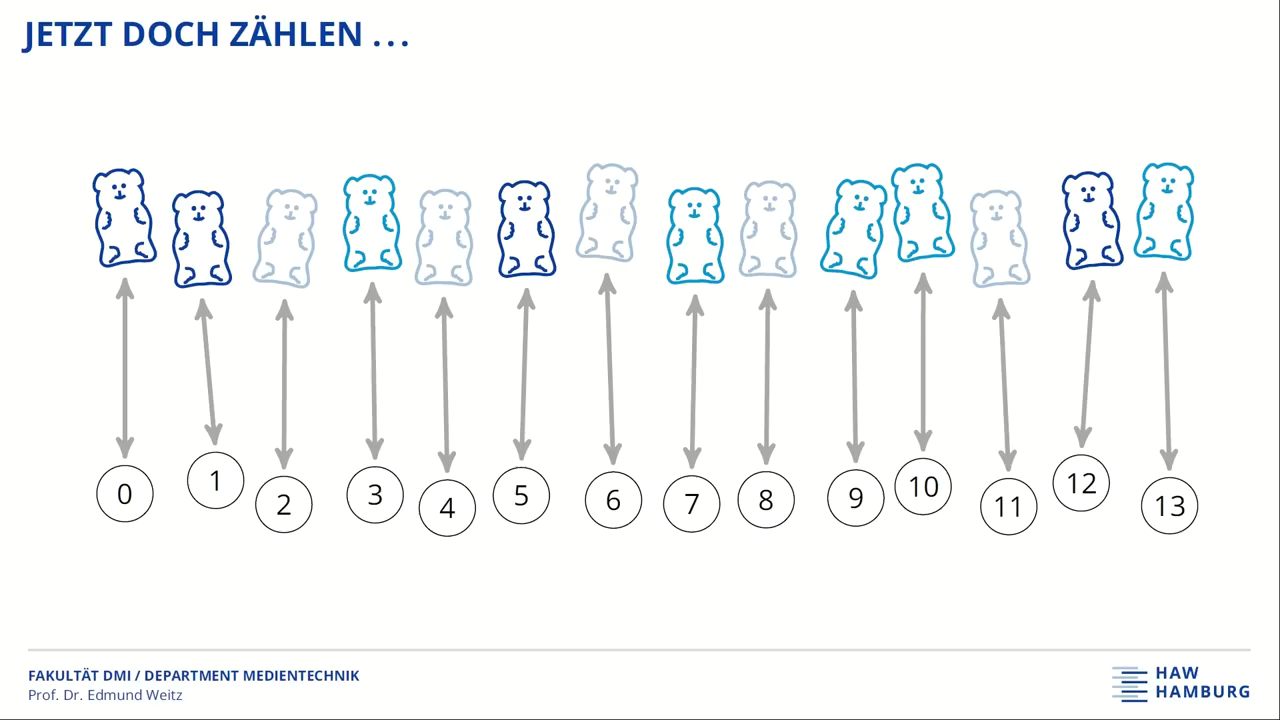 JETZT DOCH ZÄHLEN ...
0 1 2 3 4 5 6 7 8 9 10 11 12 13
FAKULTÄT DMI / DEPARTMENT MEDIENTECHNIK
Prof. Dr. Edmund Weitz
HAW
HAMBURG